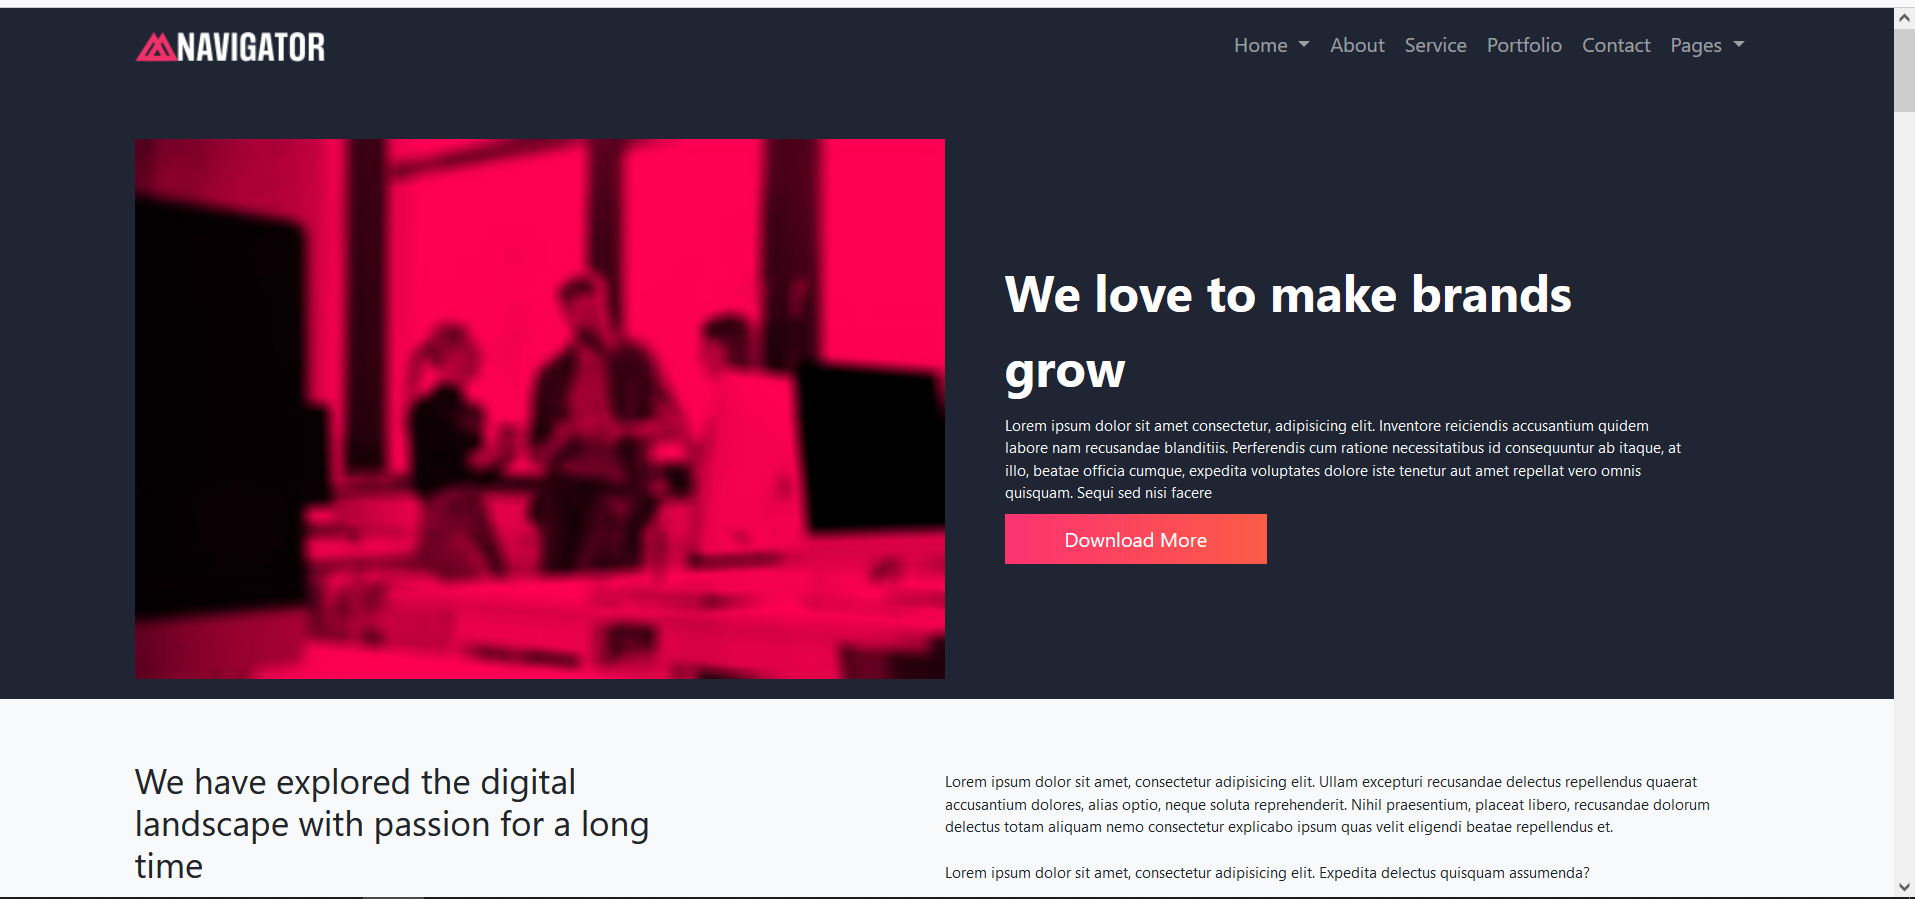 NAVIGATOR
Home About Service Portfolio Contact Pages
We love to make brands
grow
Lorem ipsum dolor sit amet consectetur, adipisicing elit. Inventore reiciendis accusantium quidem
labore nam recusandae blanditiis. Perferendis cum ratione necessitatibus id consequuntur ab itaque, at
illo, beatae officia cumque, expedita voluptates dolore iste tenetur aut amet repellat vero omnis
quisquam. Sequi sed nisi facere
Download More
We have explored the digital
landscape with passion for a long
time
Lorem ipsum dolor sit amet, consectetur adipisicing elit. Ullam excepturi recusandae delectus repellendus quaerat
accusantium dolores, alias optio, neque soluta reprehenderit. Nihil praesentium, placeat libero, recusandae dolorum
delectus totam aliquam nemo consectetur explicabo ipsum quas velit eligendi beatae repellendus et.
Lorem ipsum dolor sit amet, consectetur adipisicing elit. Expedita delectus quisquam assumenda?